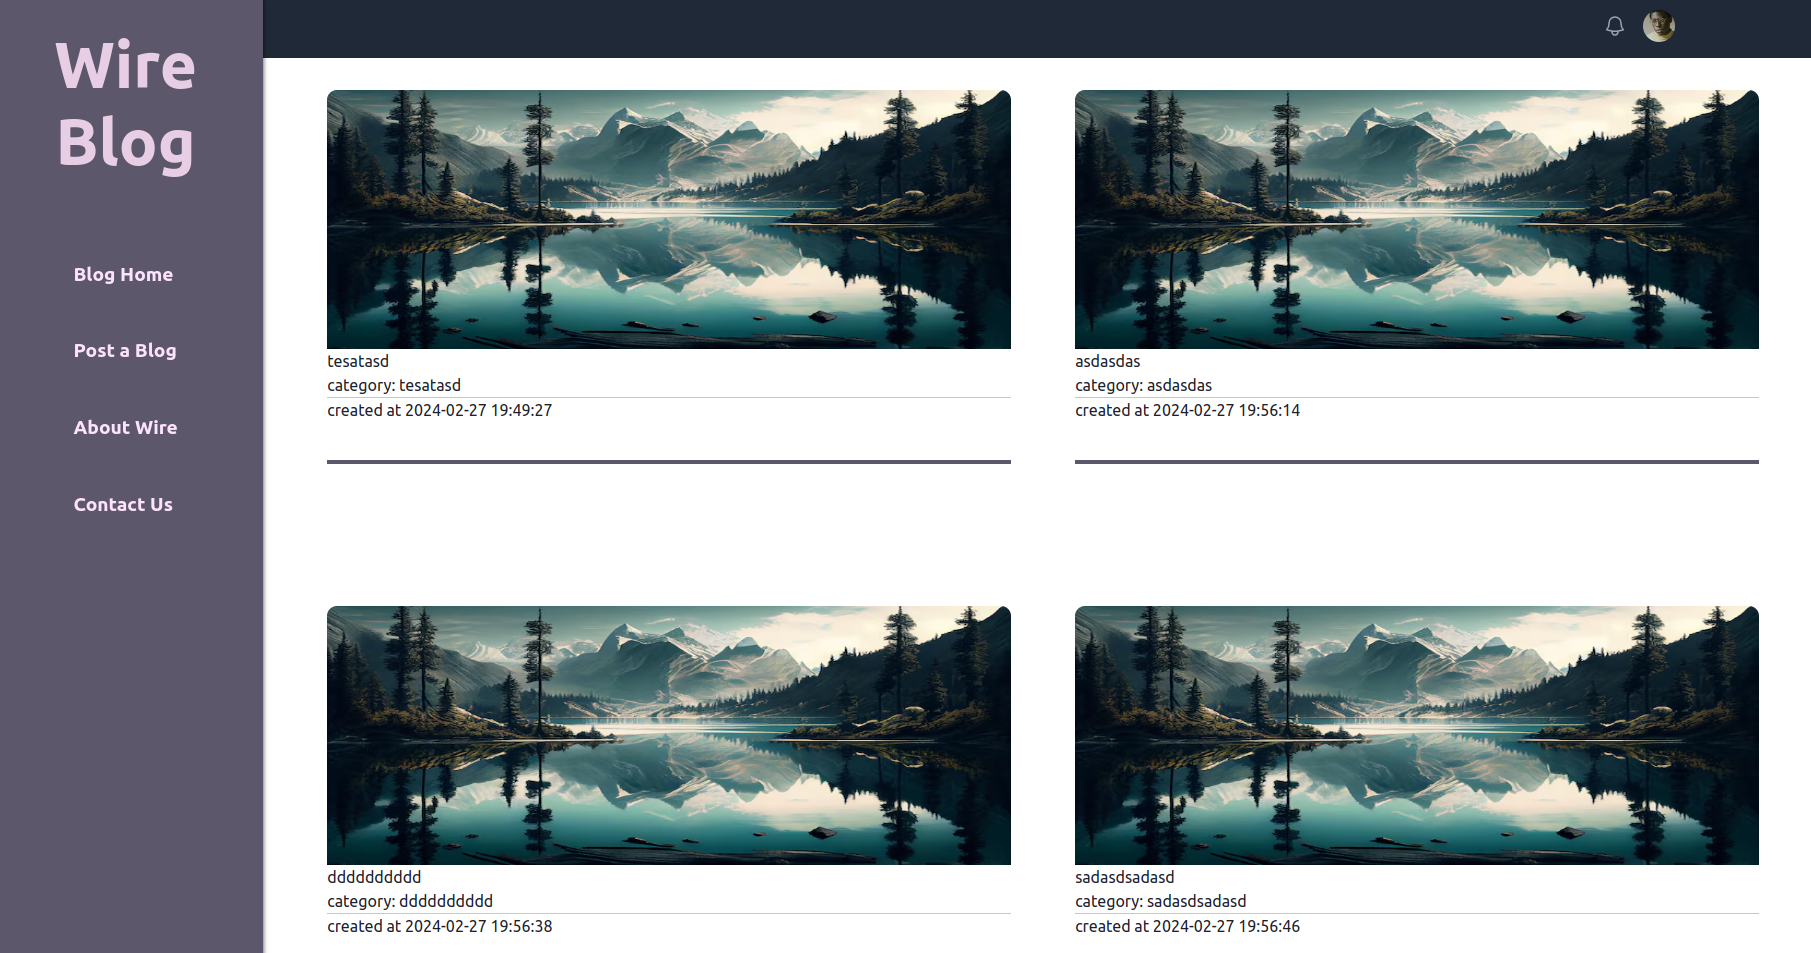 Wire
Blog
Blog Home
Post a Blog
About Wire
Contact Us
tesatasd
category: tesatasd
created at 2024-02-27 19:49:27
asdasdas
category: asdasdas
created at 2024-02-27 19:56:14
dddddddddd
category: dddddddddd
created at 2024-02-27 19:56:38
sadasdsadasd
category: sadasdsadasd
created at 2024-02-27 19:56:46